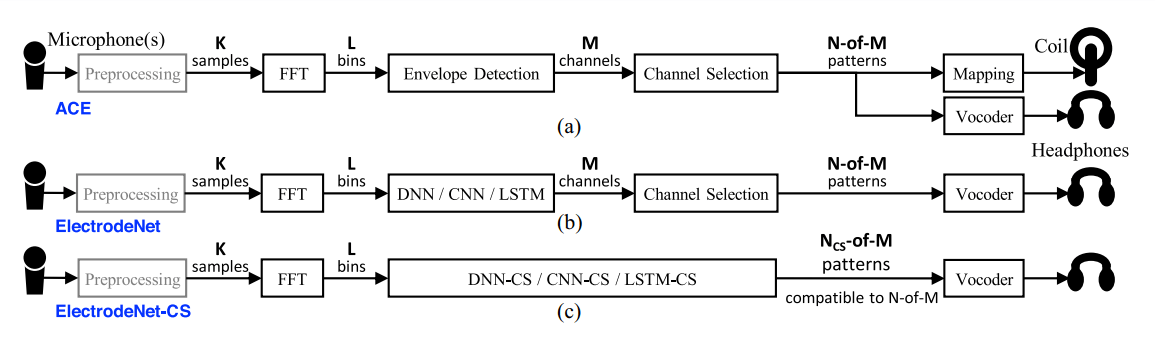 Microphone(s)
Preprocessing
K
samples
FFT
L
bins
Envelope Detection
M
channels
Channel Selection
N-of-M
patterns
Mapping
Coil
Vocoder
ACE
(a)
Headphones
Preprocessing
K
samples
FFT
L
bins
DNN / CNN / LSTM
M
channels
Channel Selection
N-of-M
patterns
Vocoder
ElectrodeNet
(b)
Preprocessing
K
samples
FFT
L
bins
DNN-CS / CNN-CS / LSTM-CS
NCS-of-M
patterns
compatible to N-of-M
Vocoder
ElectrodeNet-CS
(c)